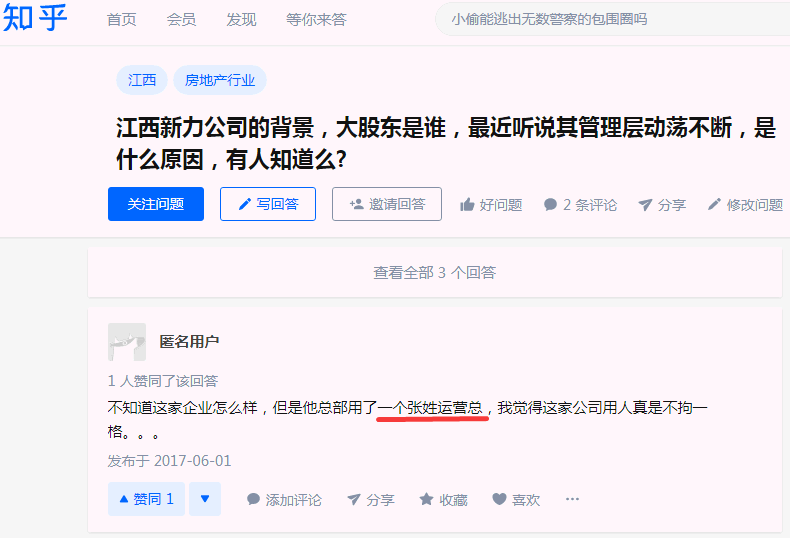 知乎 首页 会员 发现 等你来答 小偷能逃出无数警察的包围圈吗
江西 房地产行业
江西新力公司的背景，大股东是谁，最近听说其管理层动荡不断，是
什么原因，有人知道么?
关注问题 写回答 邀请回答 好问题 2 条评论 分享 修改问题
查看全部 3 个回答
匿名用户
1 人赞同了该回答
不知道这家企业怎么样，但是他总部用了一个张姓运营总，我觉得这家公司用人真是不拘一
格。。。
发布于 2017-06-01
赞同 1 添加评论 分享 收藏 喜欢 ···